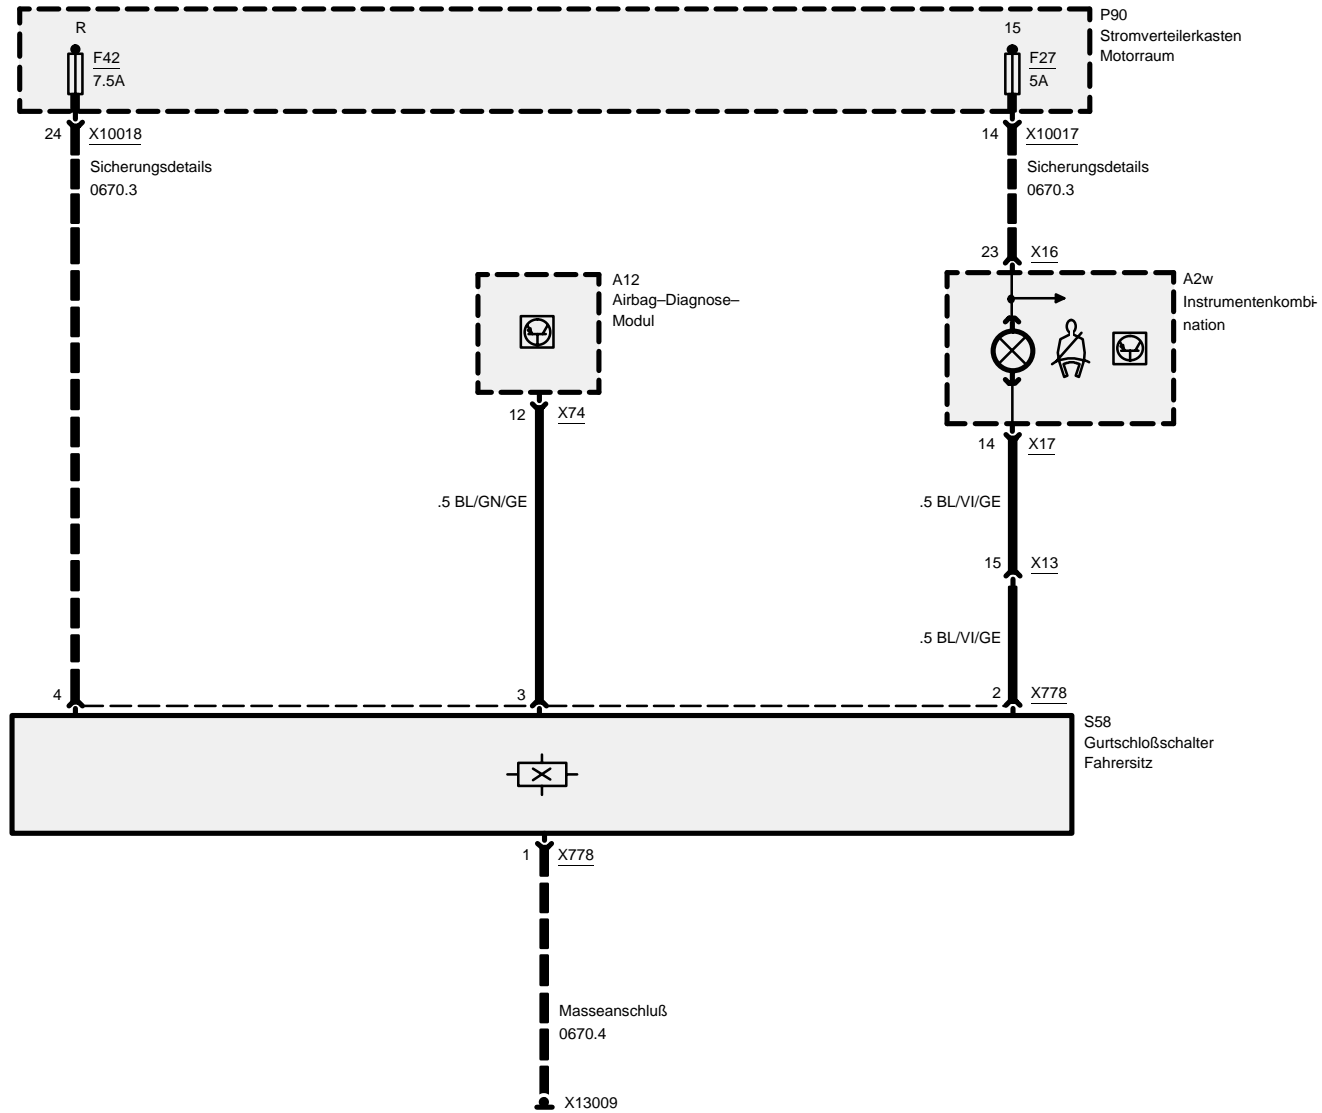 P90
Stromverteilerkasten
Motorraum
R
F42
7.5A
15
F27
5A
24 X10018
Sicherungsdetails
0670.3
14 X10017
Sicherungsdetails
0670.3
23 X16
A12
Airbag–Diagnose–
Modul
A2w
Instrumentenkombi-
nation
12 X74
14 X17
.5 BL/GN/GE
.5 BL/VI/GE
15 X13
.5 BL/VI/GE
4
3
2 X778
S58
Gurtschloßschalter
Fahrersitz
1 X778
Masseanschluß
0670.4
X13009